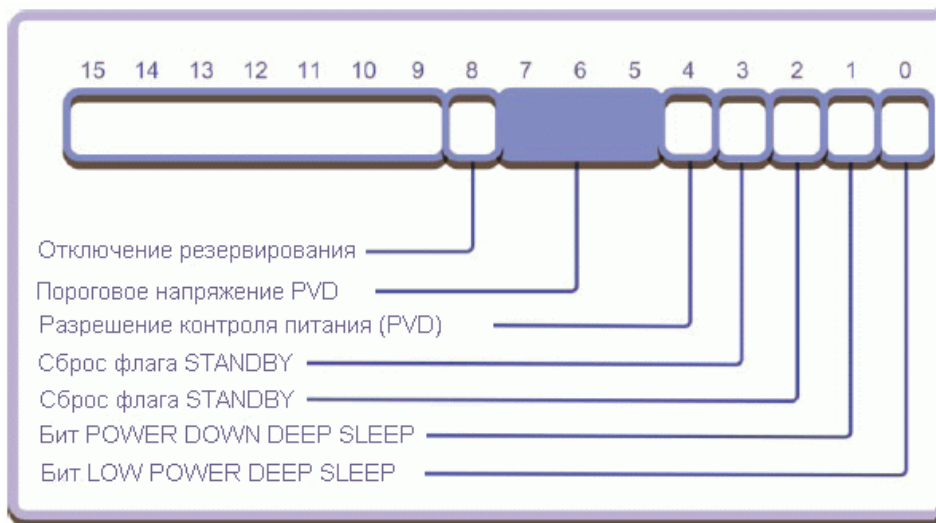 15 14 13 12 11 10 9 8 7 6 5 4 3 2 1 0
Отключение резервирования
Пороговое напряжение PVD
Разрешение контроля питания (PVD)
Сброс флага STANDBY
Сброс флага STANDBY
Бит POWER DOWN DEEP SLEEP
Бит LOW POWER DEEP SLEEP